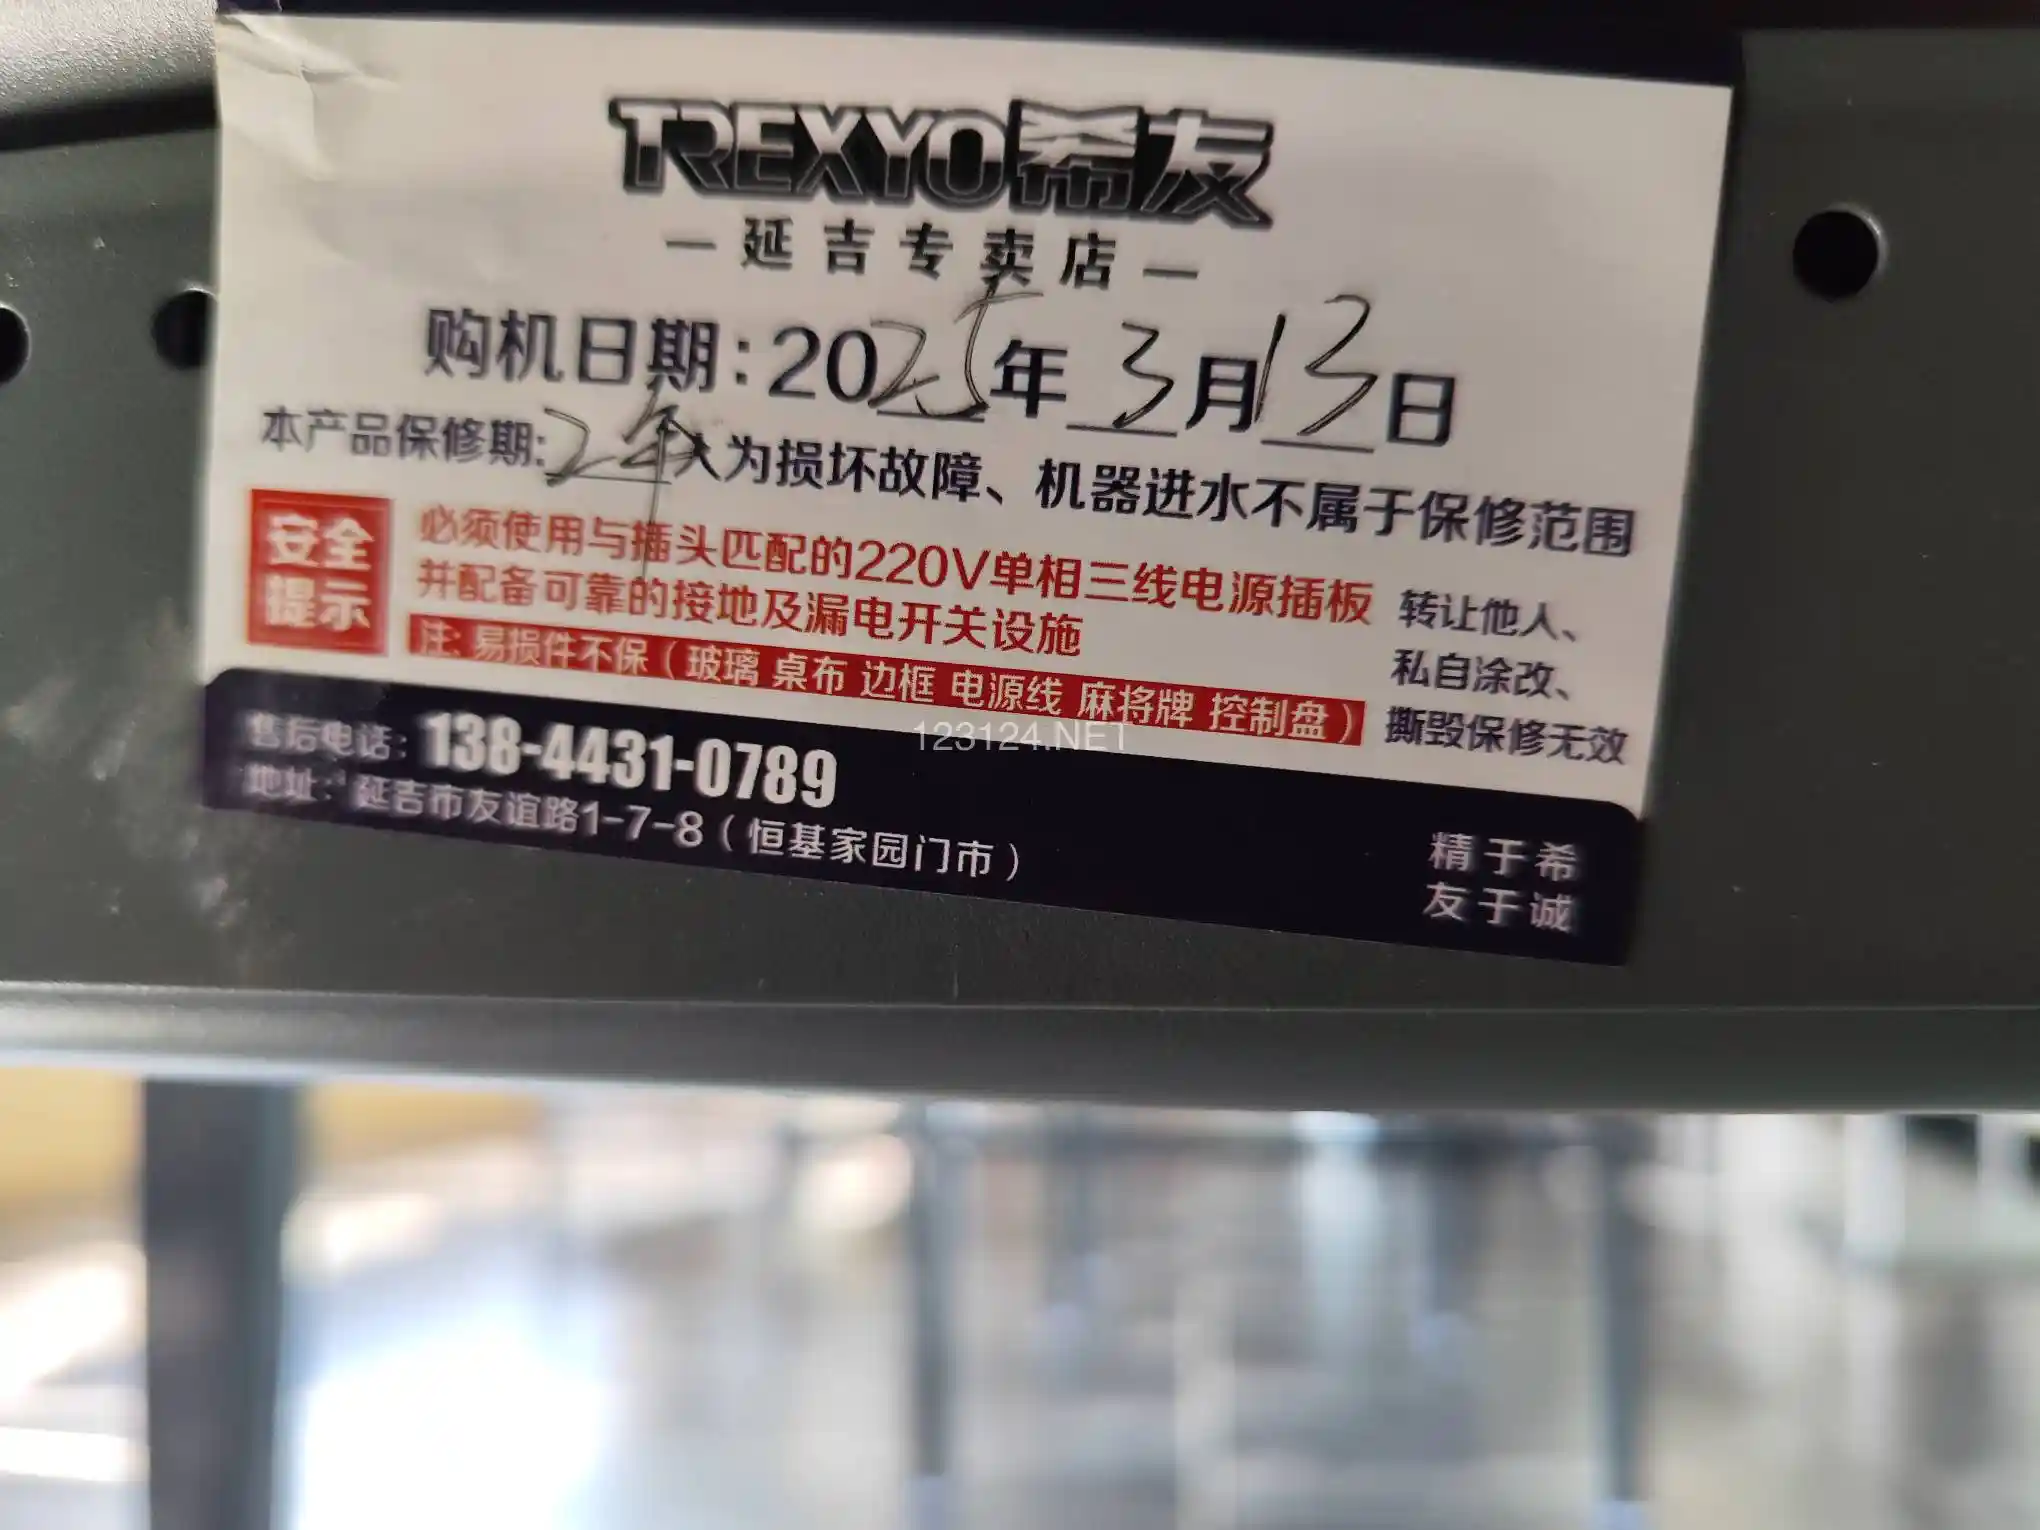 TREXYO希友
—延吉专卖店—
购机日期:2025年3月13日
本产品保修期:2年人为损坏故障、机器进水不属于保修范围
安全
提示
必须使用与插头匹配的220V单相三线电源插板
并配备可靠的接地及漏电开关设施
注:易损件不保(玻璃 桌布 边框 电源线 麻将牌 控制盘)
转让他人、
私自涂改、
撕毁保修无效
123124.NET
售后电话:138-4431-0789
地址:延吉市友谊路1-7-8(恒基家园门市)
精于希
友于诚